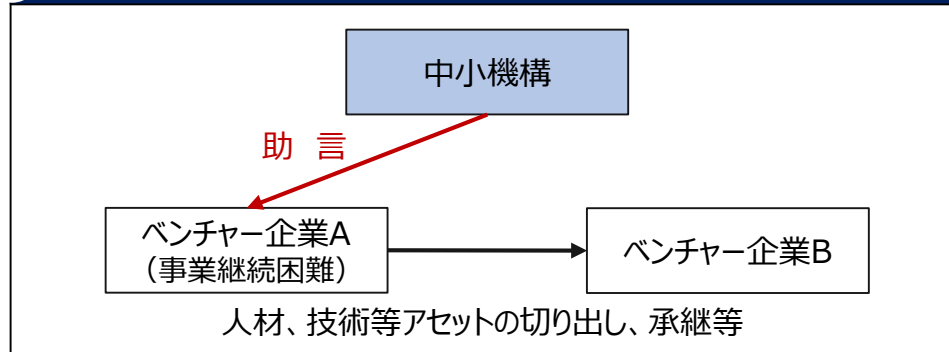 中小機構
助 言
ベンチャー企業A
（事業継続困難）
ベンチャー企業B
人材、技術等アセットの切り出し、承継等